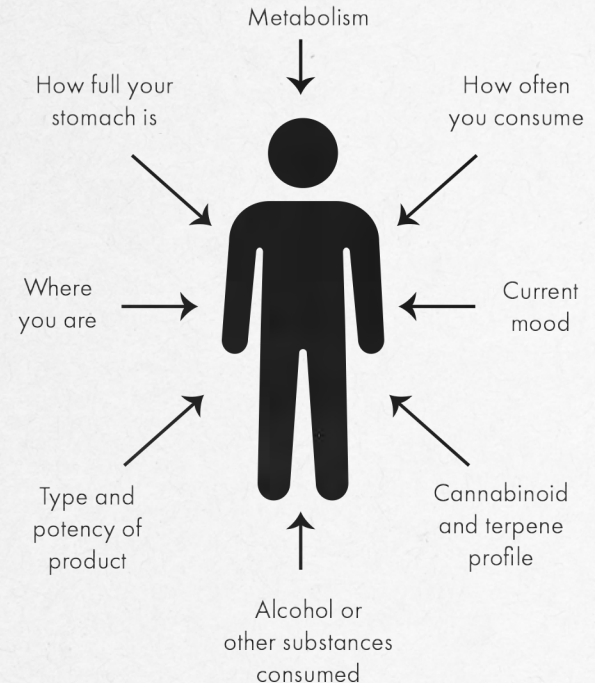 Metabolism
How full your
stomach is
How often
you consume
Where
you are
Current
mood
Type and
potency of
product
Cannabinoid
and terpene
profile
Alcohol or
other substances
consumed